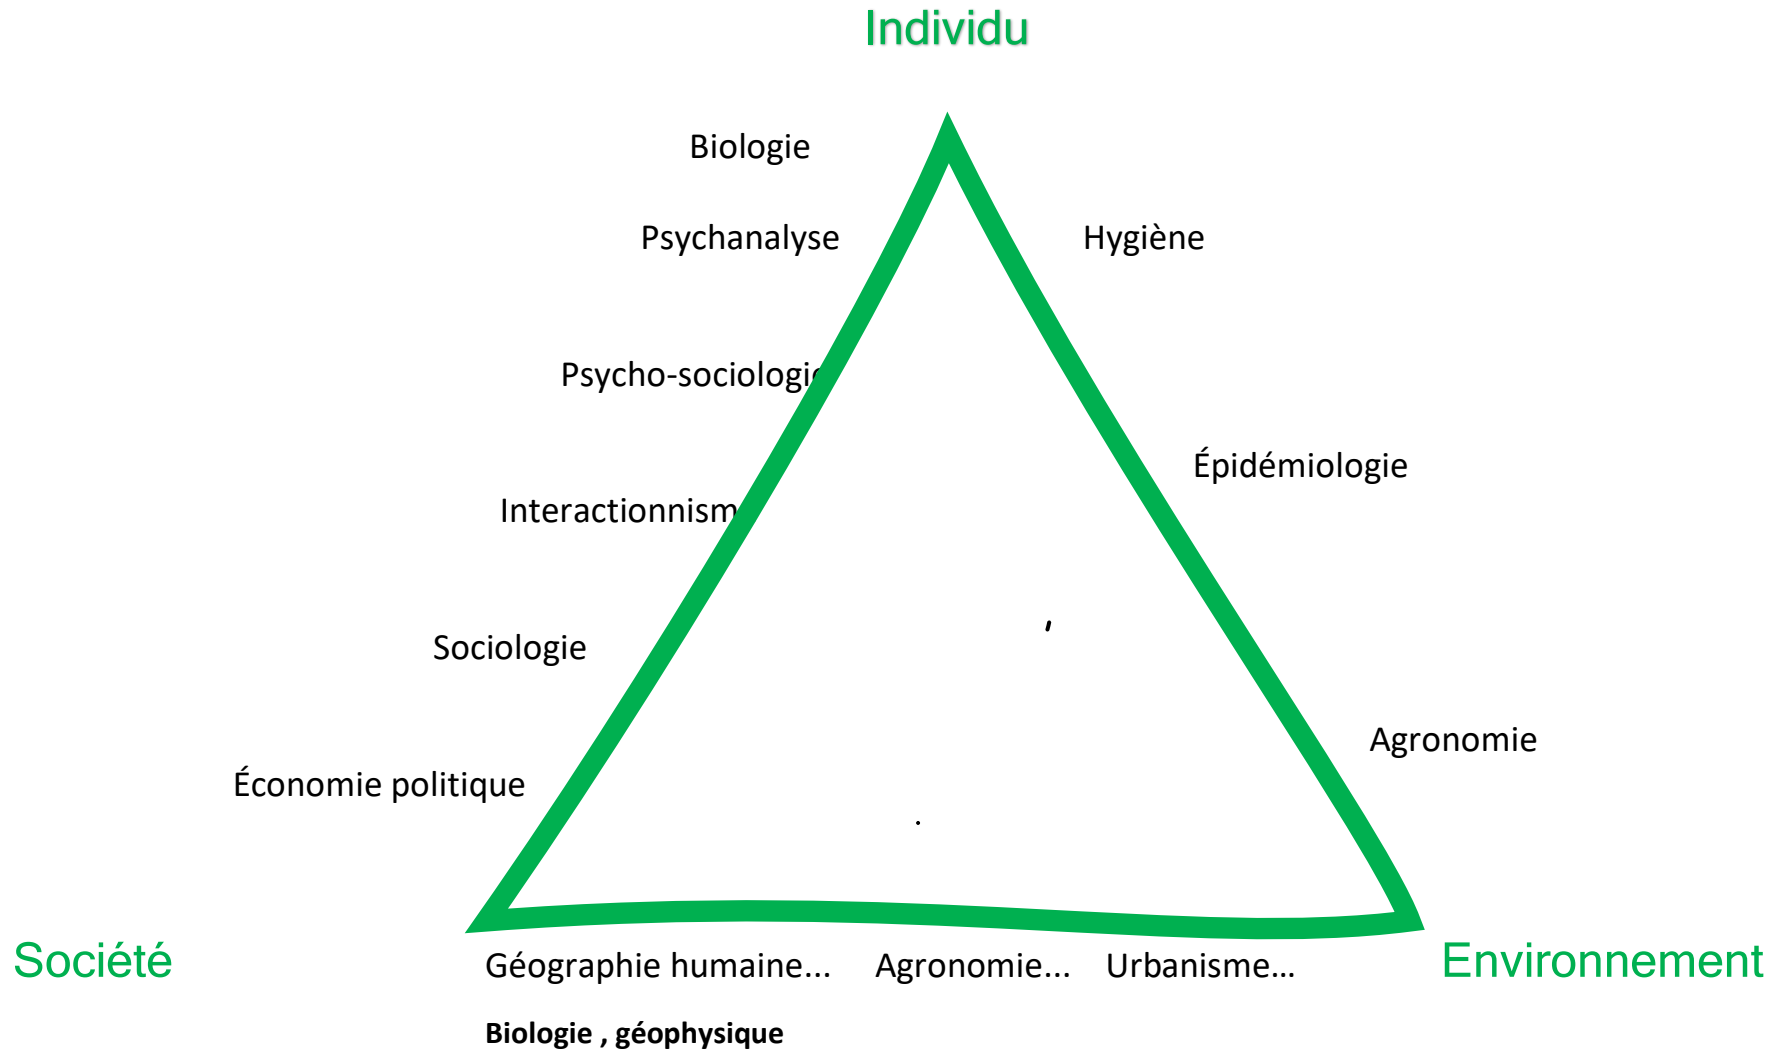 Individu
Biologie
Psychanalyse
Hygiène
Psycho-sociologie
Épidémiologie
Interactionnism
Sociologie
Agronomie
Économie politique
Société
Géographie humaine... Agronomie... Urbanisme...
Environnement
Biologie , géophysique